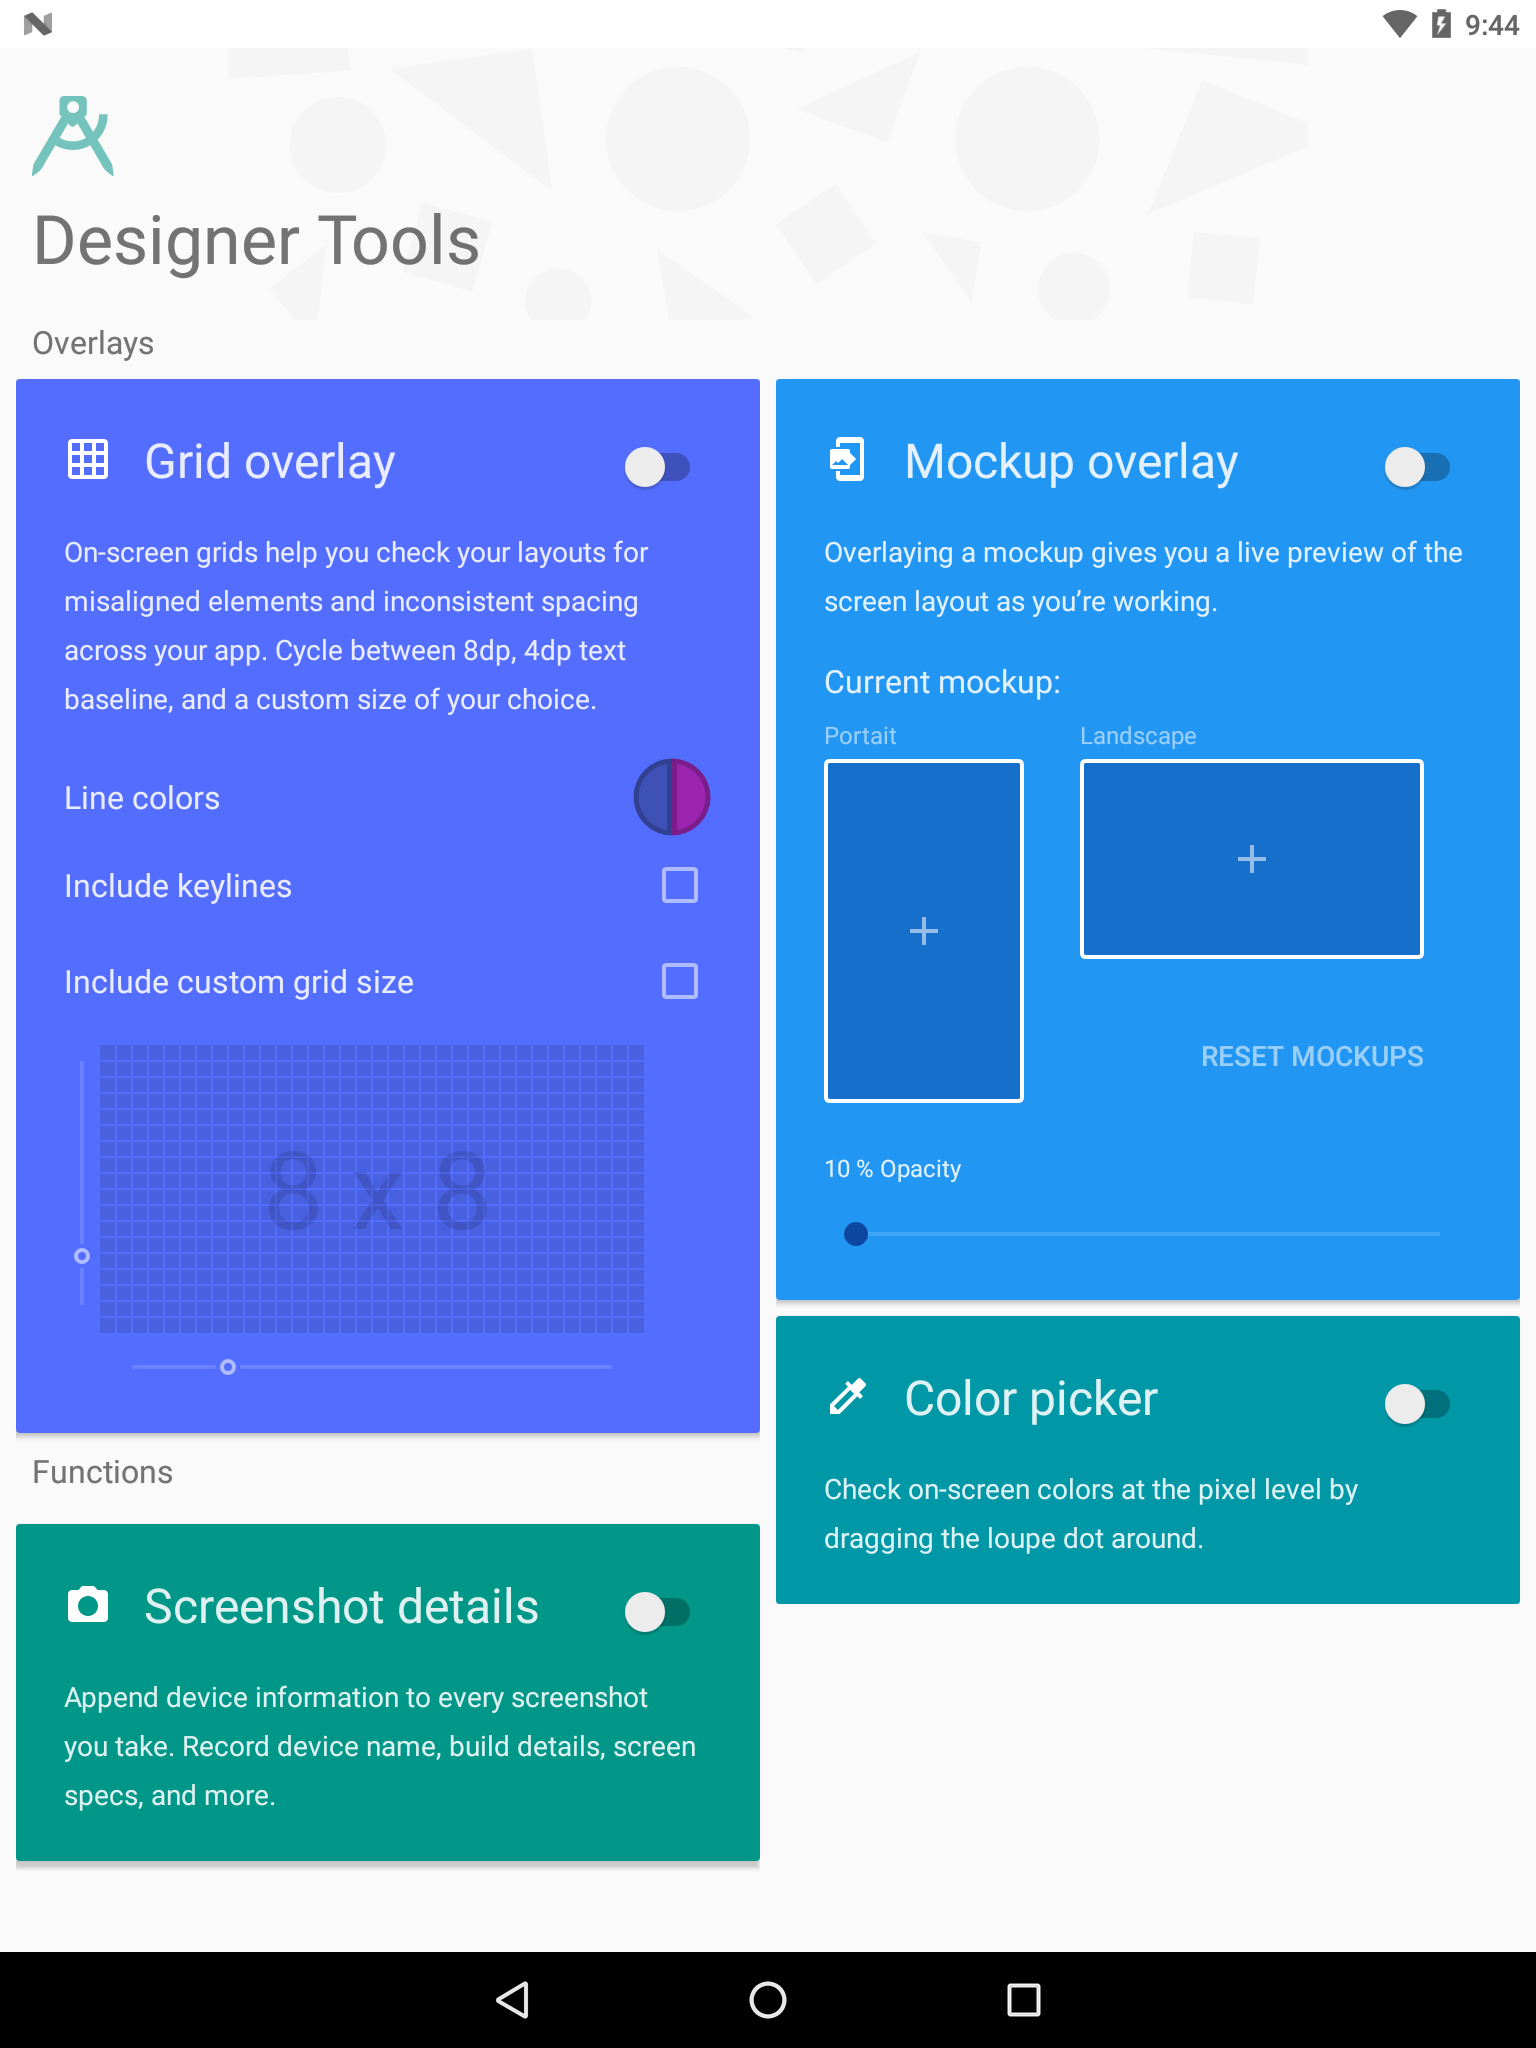 9:44
Designer Tools
Overlays
Grid overlay
On-screen grids help you check your layouts for
misaligned elements and inconsistent spacing
across your app. Cycle between 8dp, 4dp text
baseline, and a custom size of your choice.
Line colors
Include keylines
Include custom grid size
8 x 8
Mockup overlay
Overlaying a mockup gives you a live preview of the
screen layout as you’re working.
Current mockup:
Portait
Landscape
RESET MOCKUPS
10 % Opacity
Color picker
Check on-screen colors at the pixel level by
dragging the loupe dot around.
Functions
Screenshot details
Append device information to every screenshot
you take. Record device name, build details, screen
specs, and more.